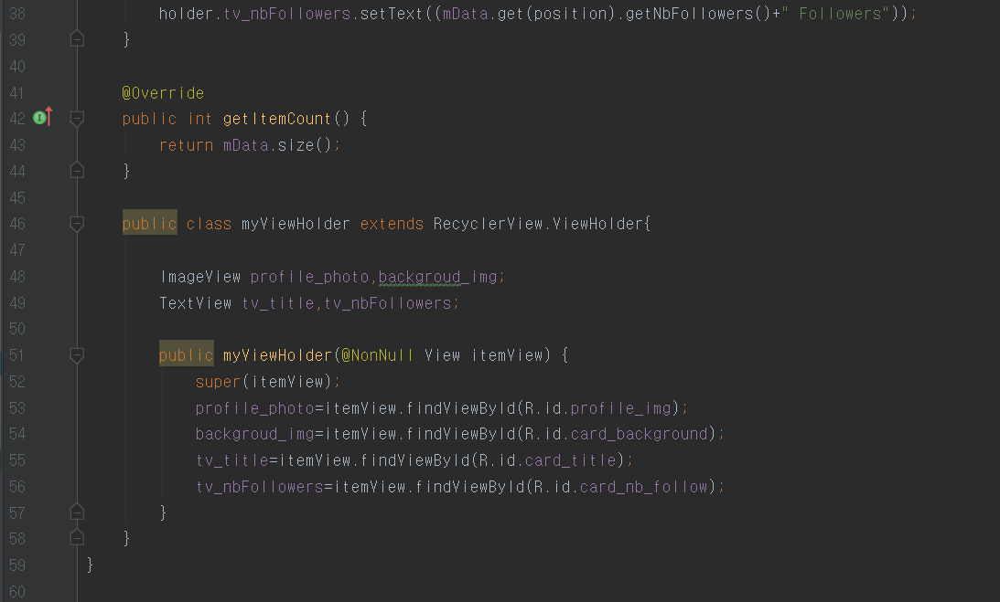 38 holder.tv_nbFollowers.setText((mData.get(position).getNbFollowers()+" Followers"));
39 }
40
41 @Override
42 public int getItemCount() {
43 return mData.size();
44 }
45
46 public class myViewHolder extends RecyclerView.ViewHolder{
47
48 ImageView profile_photo,backgroud_img;
49 TextView tv_title,tv_nbFollowers;
50
51 public myViewHolder(@NonNull View itemView) {
52 super(itemView);
53 profile_photo=itemView.findViewById(R.id.profile_img);
54 backgroud_img=itemView.findViewById(R.id.card_background);
55 tv_title=itemView.findViewById(R.id.card_title);
56 tv_nbFollowers=itemView.findViewById(R.id.card_nb_follow);
57 }
58 }
59 }
60